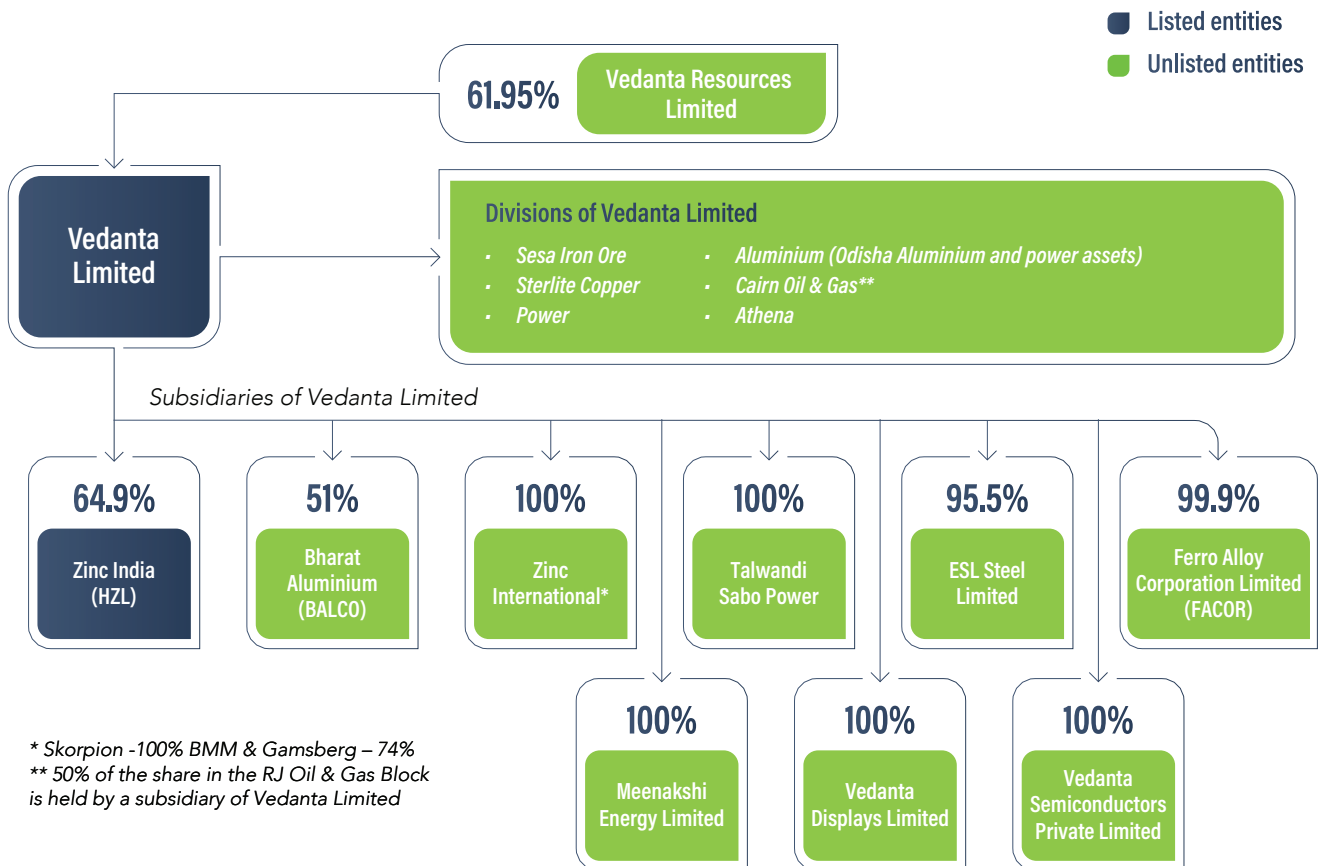 Listed entities
Unlisted entities
61.95%
Vedanta Resources
Limited
Vedanta
Limited
Divisions of Vedanta Limited
· Sesa Iron Ore
· Sterlite Copper
· Power
· Aluminium (Odisha Aluminium and power assets)
· Cairn Oil & Gas**
· Athena
Subsidiaries of Vedanta Limited
64.9%
Zinc India
(HZL)
51%
Bharat
Aluminium
(BALCO)
100%
Zinc
International*
100%
Talwandi
Sabo Power
95.5%
ESL Steel
Limited
99.9%
Ferro Alloy
Corporation Limited
(FACOR)
100%
Meenakshi
Energy Limited
100%
Vedanta
Displays Limited
100%
Vedanta
Semiconductors
Private Limited
* Skorpion -100% BMM & Gamsberg – 74%
** 50% of the share in the RJ Oil & Gas Block
is held by a subsidiary of Vedanta Limited